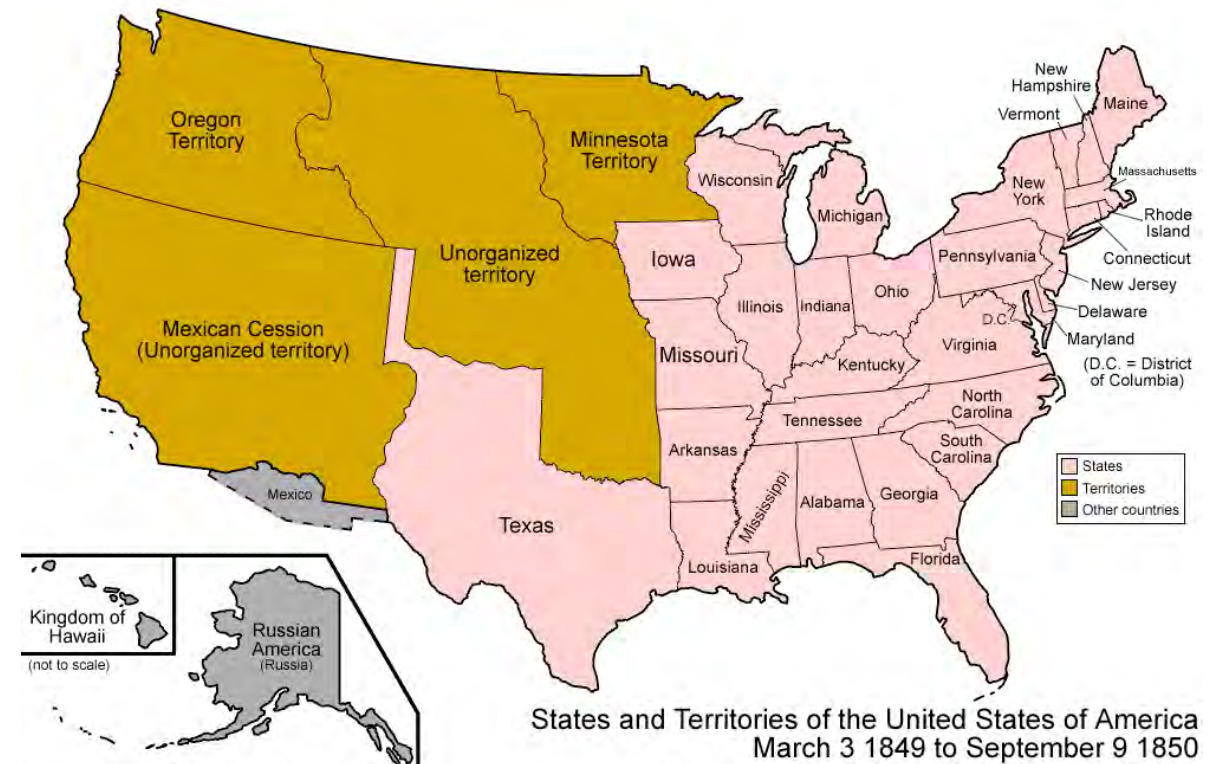 Oregon
Territory
Minnesota
Territory
Unorganized
territory
Mexican Cession
(Unorganized territory)
Wisconsin
Michigan
Iowa
Illinois
Indiana
Ohio
Missouri
Kentucky
Tennessee
Arkansas
Mississippi
Alabama
Georgia
Louisiana
Florida
Texas
Mexico
New
Hampshire
Vermont
Maine
Massachusetts
New
York
Rhode
Island
Connecticut
Pennsylvania
New Jersey
Delaware
Maryland
D.C.
(D.C. = District
of Columbia)
Virginia
North
Carolina
South
Carolina
States
Territories
Other countries
Kingdom of
Hawaii
(not to scale)
Russian
America
(Russia)
States and Territories of the United States of America
March 3 1849 to September 9 1850